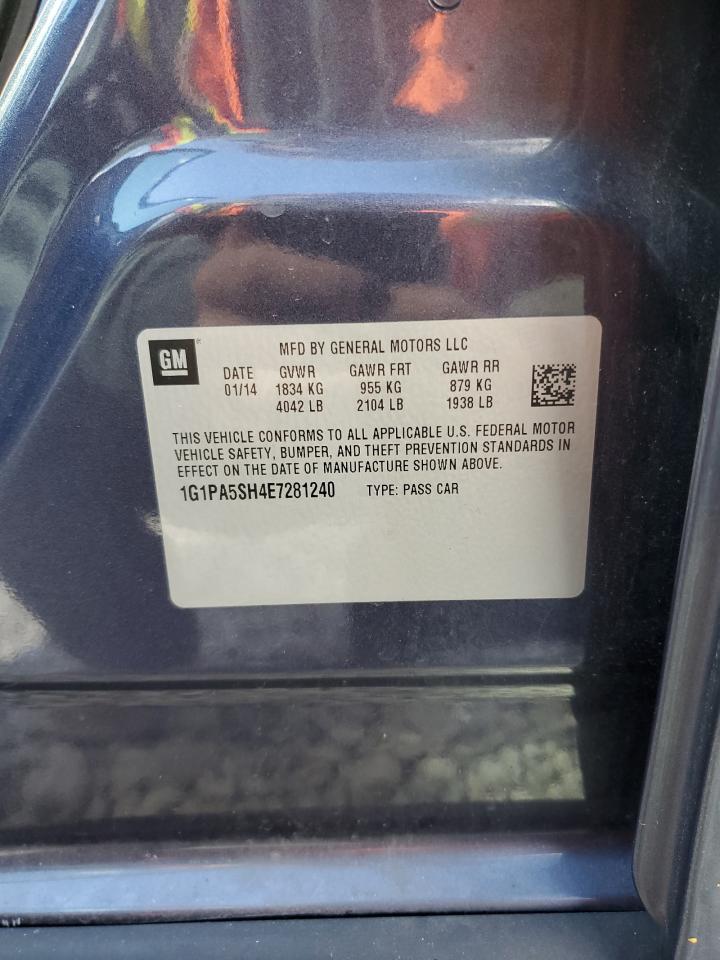 GM
MFD BY GENERAL MOTORS LLC
DATE GVWR GAWR FRT GAWR RR
01/14 1834 KG 955 KG 879 KG
4042 LB 2104 LB 1938 LB
THIS VEHICLE CONFORMS TO ALL APPLICABLE U.S. FEDERAL MOTOR
VEHICLE SAFETY, BUMPER, AND THEFT PREVENTION STANDARDS IN
EFFECT ON THE DATE OF MANUFACTURE SHOWN ABOVE.
1G1PA5SH4E7281240 TYPE: PASS CAR